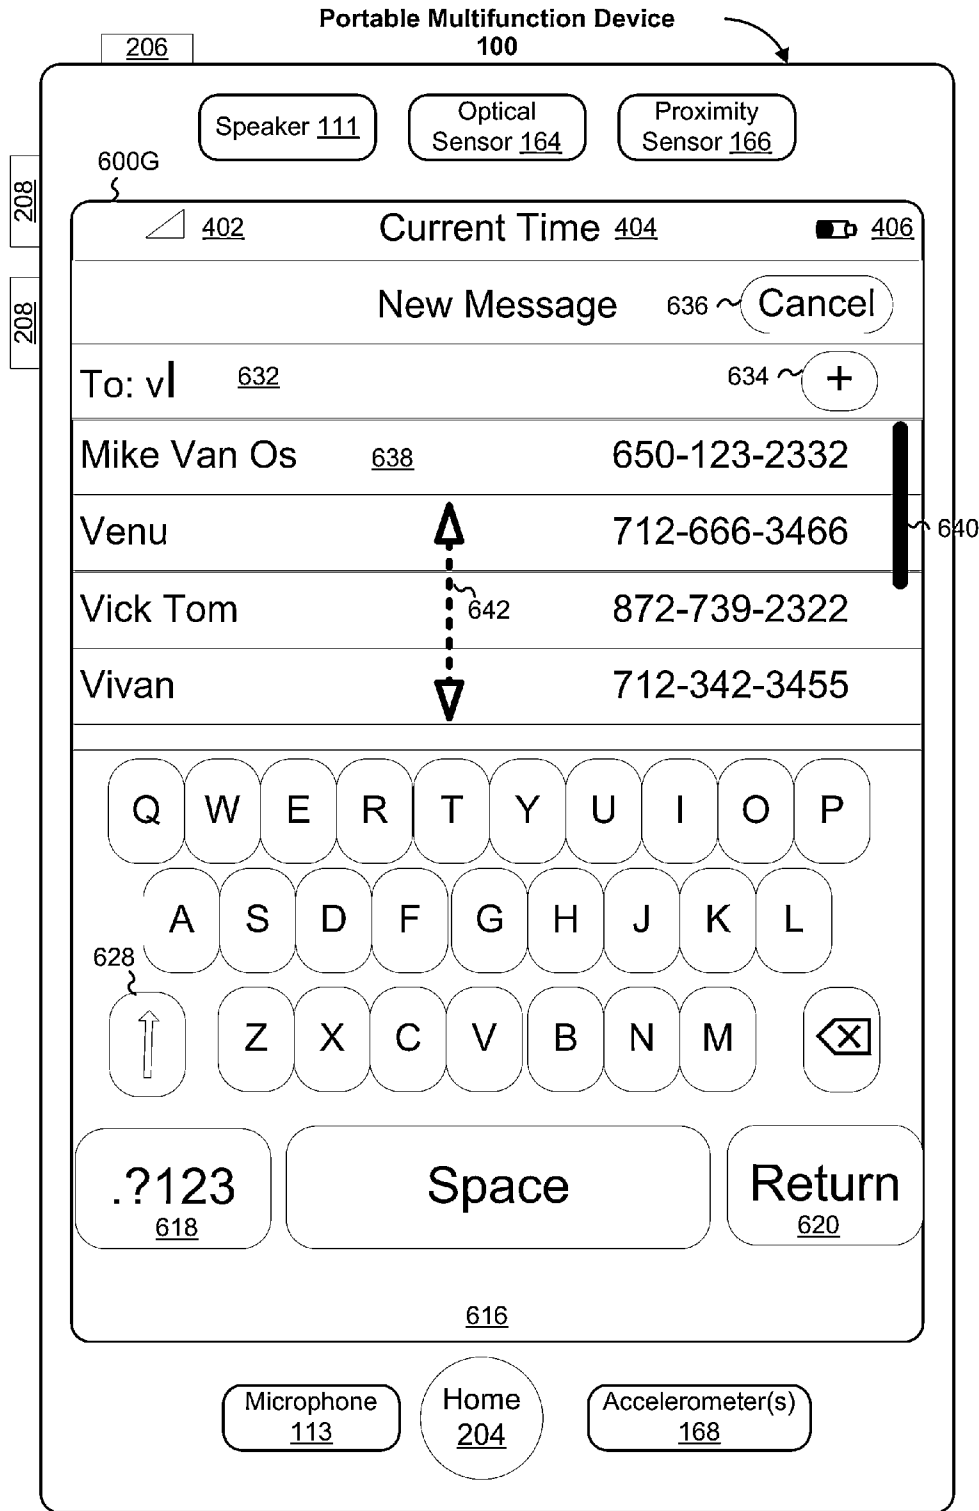 Portable Multifunction Device
100
206
Speaker 111
Optical
Sensor 164
Proximity
Sensor 166
600G
208
402 Current Time 404 406
208
New Message 636 Cancel
To: v 632 634 +
Mike Van Os 638 650-123-2332
Venu 712-666-3466 640
Vick Tom 642 872-739-2322
Vivan 712-342-3455
Q W E R T Y U I O P
A S D F G H J K L
628
Z X C V B N M
.?123 Space Return
618 620
616
Microphone
113
Home
204
Accelerometer(s)
168